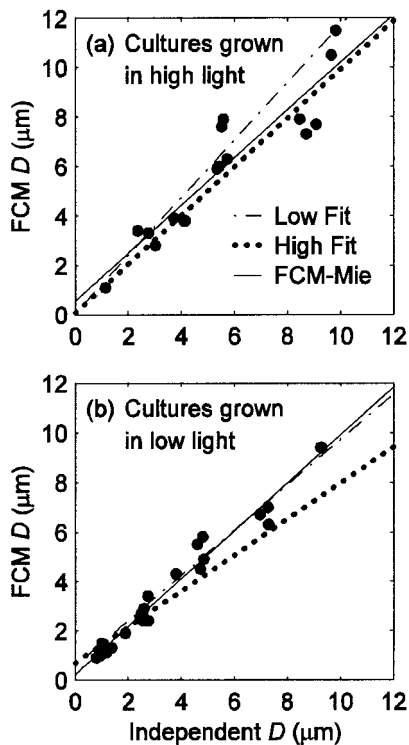 12
10
8
6
4
2
0
FCM D (μm)
(a) Cultures grown
in high light
Low Fit
High Fit
FCM-Mie
0 2 4 6 8 10 12
12
10
8
6
4
2
0
FCM D (μm)
(b) Cultures grown
in low light
0 2 4 6 8 10 12
Independent D (μm)